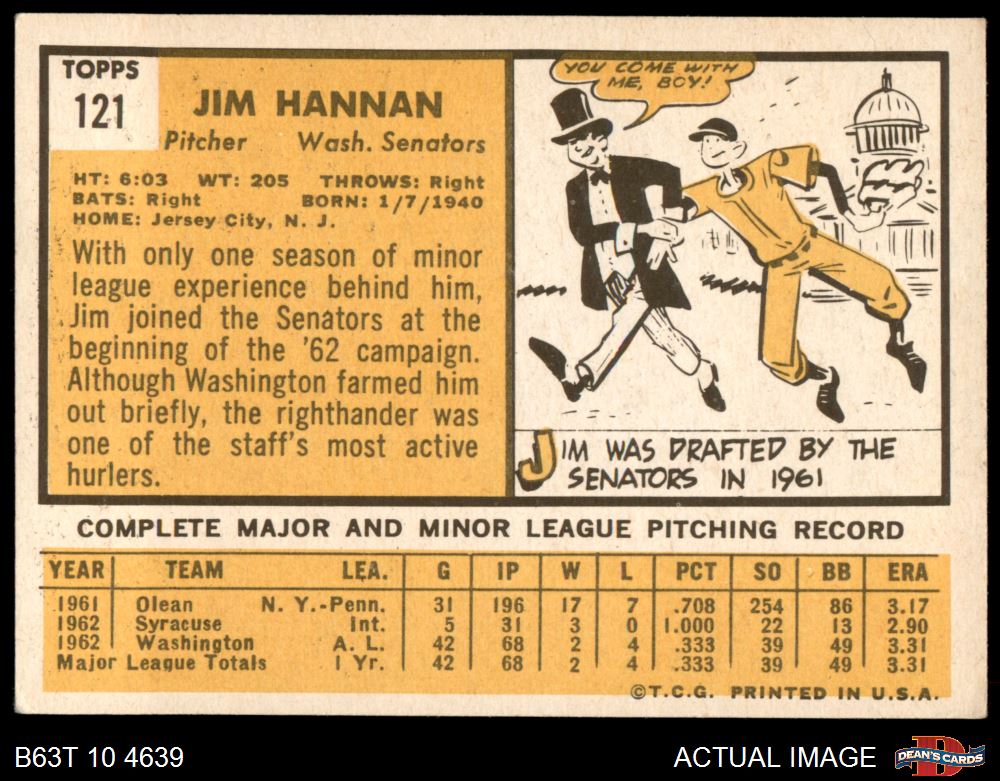 TOPPS
121
JIM HANNAN
Pitcher Wash. Senators
HT: 6:03 WT: 205 THROWS: Right
BATS: Right BORN: 1/7/1940
HOME: Jersey City, N. J.
With only one season of minor
league experience behind him,
Jim joined the Senators at the
beginning of the '62 campaign.
Although Washington farmed him
out briefly, the righthander was
one of the staff's most active
hurlers.
YOU COME WITH
ME, BOY!
JIM WAS DRAFTED BY THE
SENATORS IN 1961
COMPLETE MAJOR AND MINOR LEAGUE PITCHING RECORD
YEAR TEAM LEA. G IP W L PCT SO BB ERA
1961 Olean N. Y.-Penn. 31 196 17 7 .708 254 86 3.17
1962 Syracuse Int. 5 31 3 0 1.000 22 13 2.90
1962 Washington A. L. 42 68 2 4 .333 39 49 3.31
Major League Totals 1 Yr. 42 68 2 4 .333 39 49 3.31
©T.C.G. PRINTED IN U.S.A.
B63T 10 4639
ACTUAL IMAGE
D
DEAN'S CARDS